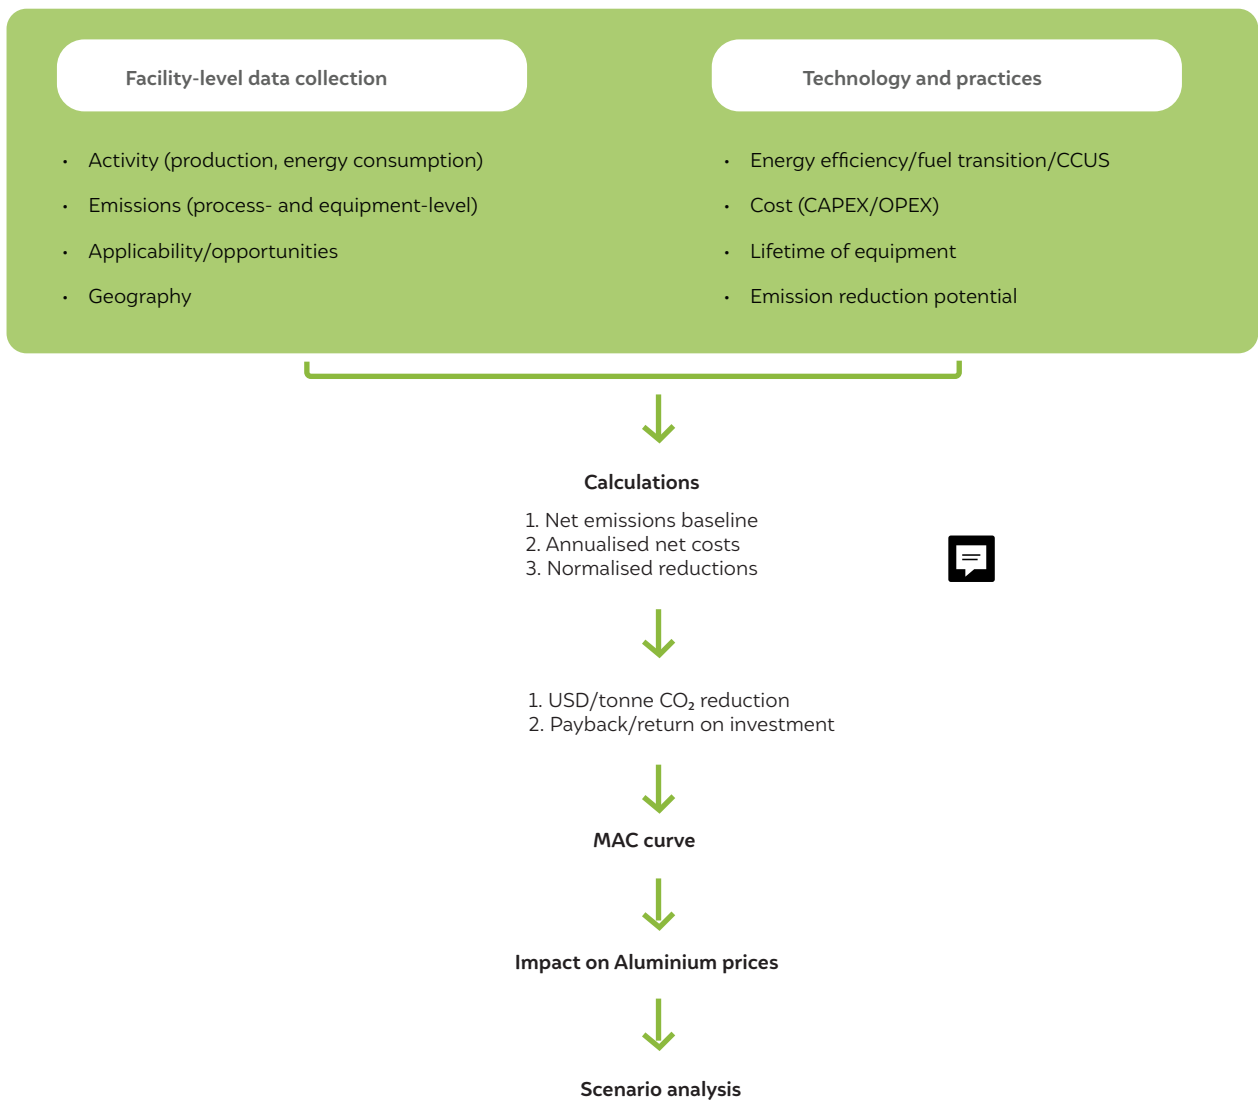 Facility-level data collection
• Activity (production, energy consumption)
• Emissions (process- and equipment-level)
• Applicability/opportunities
• Geography
Technology and practices
• Energy efficiency/fuel transition/CCUS
• Cost (CAPEX/OPEX)
• Lifetime of equipment
• Emission reduction potential
Calculations
1. Net emissions baseline
2. Annualised net costs
3. Normalised reductions
1. USD/tonne CO₂ reduction
2. Payback/return on investment
MAC curve
Impact on Aluminium prices
Scenario analysis